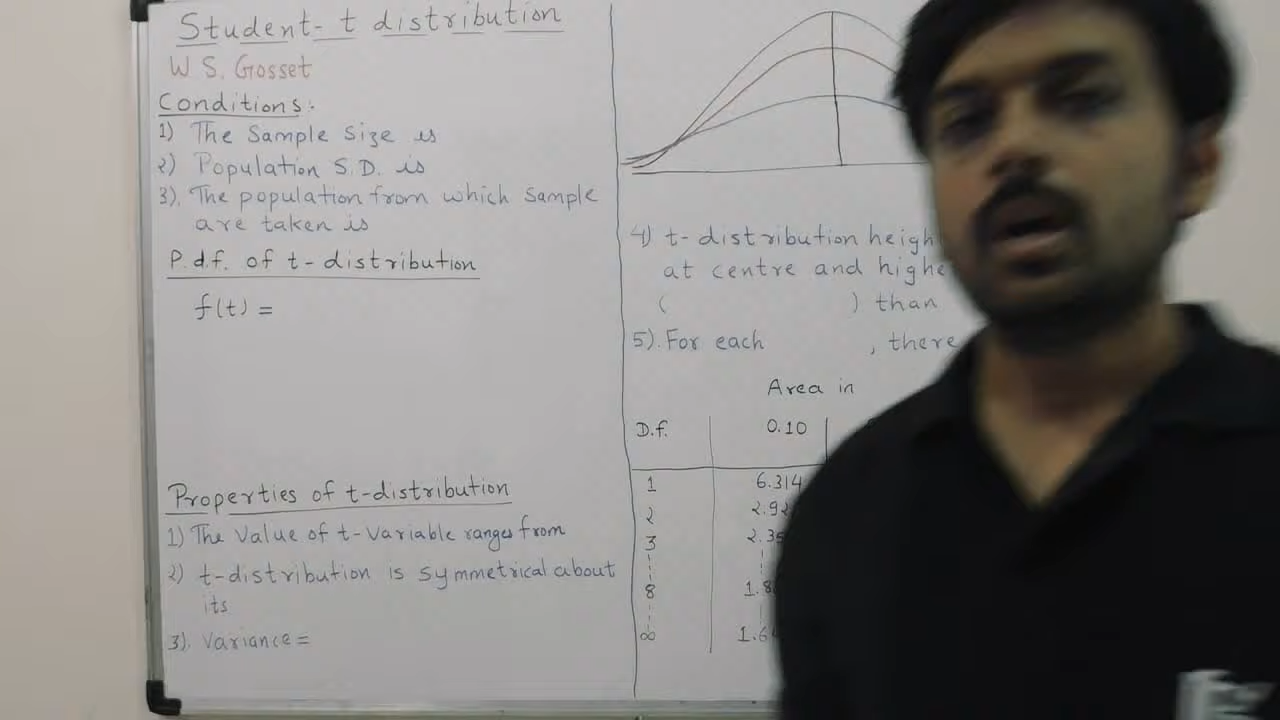 Student- t distribution
W S. Gosset
Conditions:-
1) The Sample Size is
2) Population S.D. is
3). The population from which Sample
are taken is
P.d.f. of t- distribution
f(t) =
Properties of t-distribution
1) The Value of t-Variable ranges from
2) t-distribution is symmetrical about
its
3). Variance =
4) t- distribution
at centre and
( ) than
5). For each , there
Area in
D.f. 0.10
1 6.314
2
3
8
∞